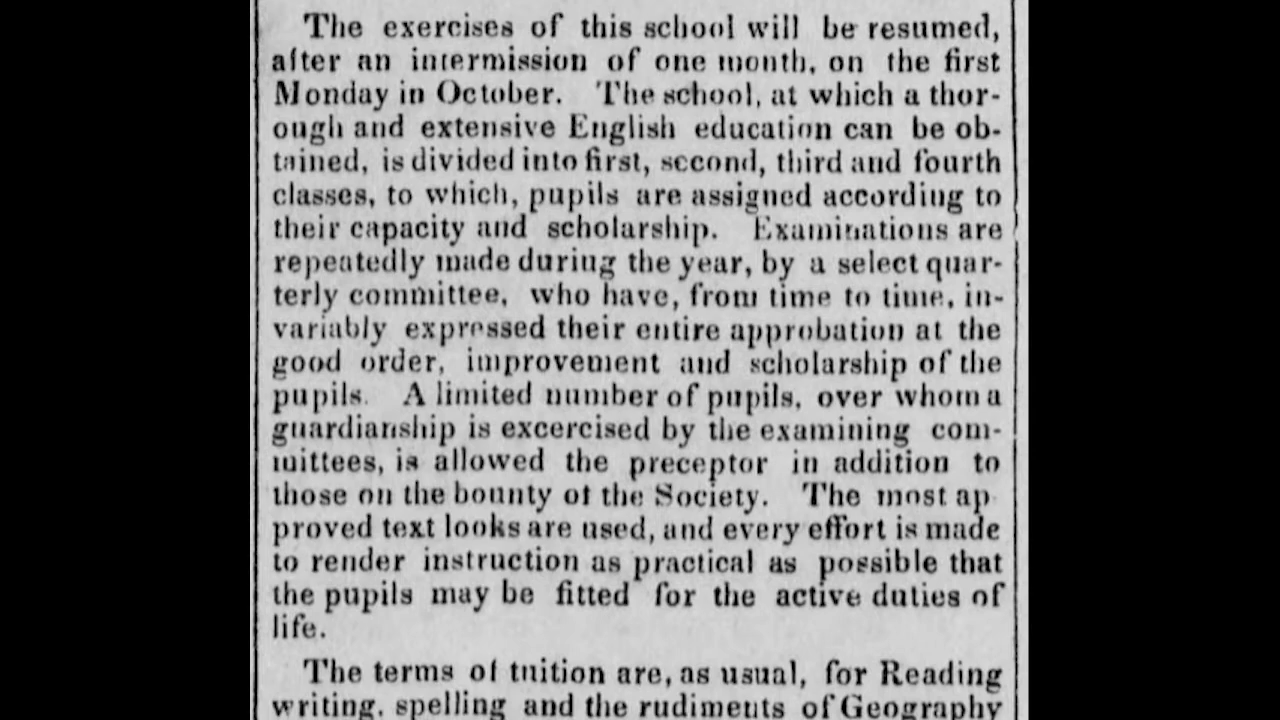 The exercises of this school will be resumed,
after an intermission of one month, on the first
Monday in October. The school, at which a thor-
ough and extensive English education can be ob-
tained, is divided into first, second, third and fourth
classes, to which, pupils are assigned according to
their capacity and scholarship. Examinations are
repeatedly made during the year, by a select quar-
terly committee, who have, from time to time, in-
variably expressed their entire approbation at the
good order, improvement and scholarship of the
pupils. A limited number of pupils, over whom a
guardianship is excercised by the examining com-
mittees, is allowed the preceptor in addition to
those on the bounty of the Society. The most ap
proved text looks are used, and every effort is made
to render instruction as practical as possible that
the pupils may be fitted for the active duties of
life.
The terms of tuition are, as usual, for Reading
writing, spelling and the rudiments of Geography